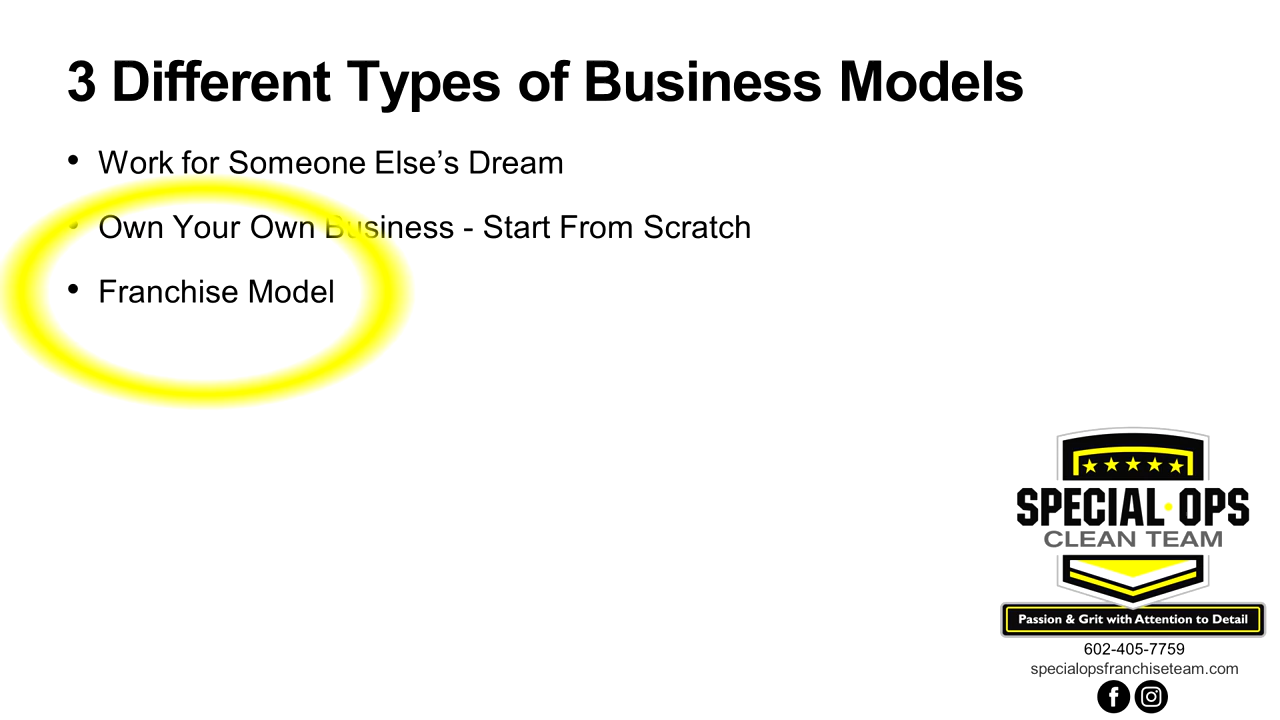 3 Different Types of Business Models
• Work for Someone Else’s Dream
• Own Your Own Business - Start From Scratch
• Franchise Model
SPECIAL·OPS
CLEAN TEAM
Passion & Grit with Attention to Detail
602-405-7759
specialopsfranchiseteam.com